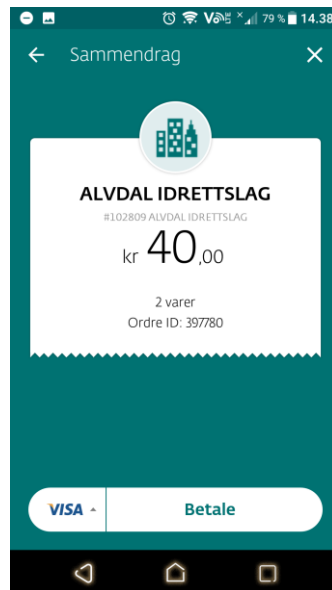 79 % 14.38
Sammendrag
ALVDAL IDRETTSLAG
#102809 ALVDAL IDRETTSLAG
kr 40,00
2 varer
Ordre ID: 397780
VISA Betale